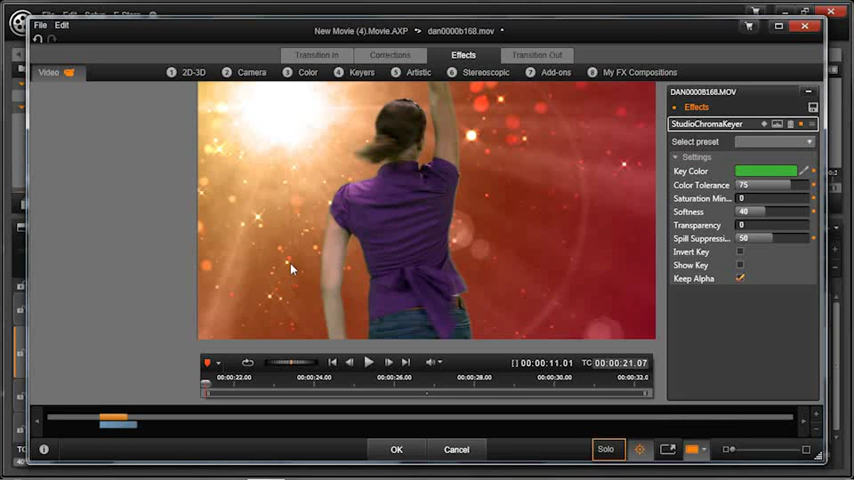 File Edit
New Movie (4).Movie.AXP dan0000b168.mov
Transition In Corrections Effects Transition Out
Video 1 2D-3D 2 Camera 3 Color 4 Keyers 5 Artistic 6 Stereoscopic 7 Add-ons 8 My FX Compositions
DAN0000B168.MOV
Effects
StudioChromaKeyer
Select preset
Settings
Key Color
Color Tolerance 75
Saturation Min... 0
Softness 40
Transparency 0
Spill Suppressi... 50
Invert Key
Show Key
Keep Alpha
[] 00:00:11.01 TC 00:00:21.07
00:00:22.00 00:00:24.00 00:00:26.00 00:00:28.00 00:00:30.00 00:00:32.0
OK Cancel Solo